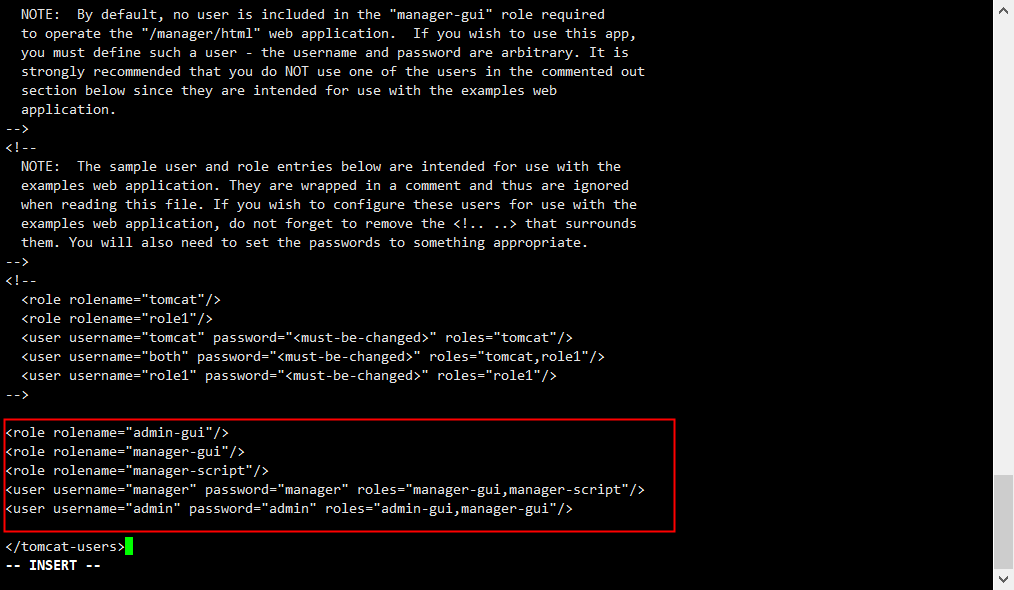 NOTE:  By default, no user is included in the "manager-gui" role required
to operate the "/manager/html" web application.  If you wish to use this app,
you must define such a user - the username and password are arbitrary. It is
strongly recommended that you do NOT use one of the users in the commented out
section below since they are intended for use with the examples web
application.
-->
<!--
NOTE:  The sample user and role entries below are intended for use with the
examples web application. They are wrapped in a comment and thus are ignored
when reading this file. If you wish to configure these users for use with the
examples web application, do not forget to remove the <!.. ..> that surrounds
them. You will also need to set the passwords to something appropriate.
-->
<!--
<role rolename="tomcat"/>
<role rolename="role1"/>
<user username="tomcat" password="<must-be-changed>" roles="tomcat"/>
<user username="both" password="<must-be-changed>" roles="tomcat,role1"/>
<user username="role1" password="<must-be-changed>" roles="role1"/>
-->
<role rolename="admin-gui"/>
<role rolename="manager-gui"/>
<role rolename="manager-script"/>
<user username="manager" password="manager" roles="manager-gui,manager-script"/>
<user username="admin" password="admin" roles="admin-gui,manager-gui"/>
</tomcat-users>
-- INSERT --